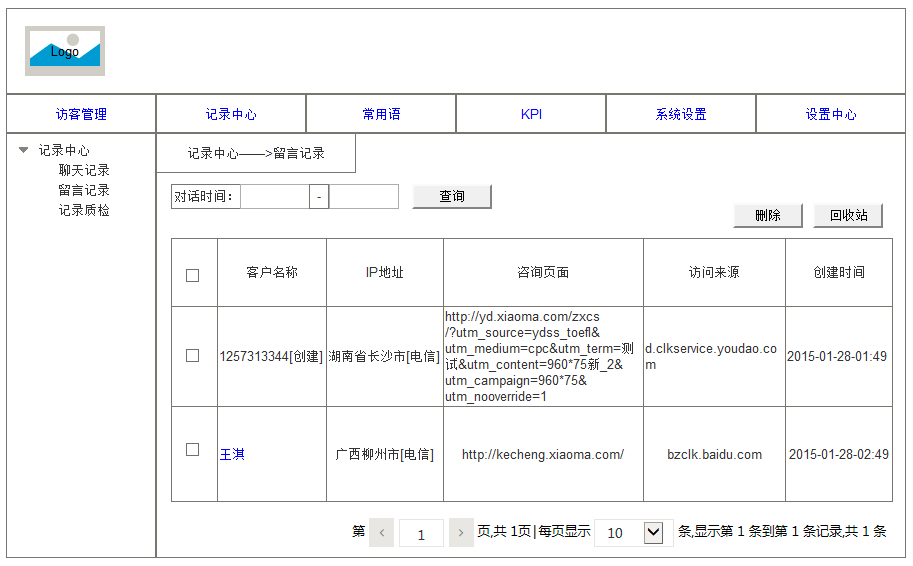 Logo
访客管理 记录中心 常用语 KPI 系统设置 设置中心
记录中心
聊天记录
留言记录
记录质检
记录中心——>留言记录
对话时间： - 查询
删除 回收站
客户名称 IP地址 咨询页面 访问来源 创建时间
1257313344[创建] 湖南省长沙市[电信]
http://yd.xiaoma.com/zxcs
/?utm_source=ydss_toefl&
utm_medium=cpc&utm_term=测
试&utm_content=960*75新_2&
utm_campaign=960*75&
utm_nooverride=1
d.clkservice.youdao.co
m
2015-01-28-01:49
王淇 广西柳州市[电信] http://kecheng.xiaoma.com/ bzclk.baidu.com 2015-01-28-02:49
第 < 1 > 页,共 1页|每页显示 10 条,显示第 1 条到第 1 条记录,共 1 条